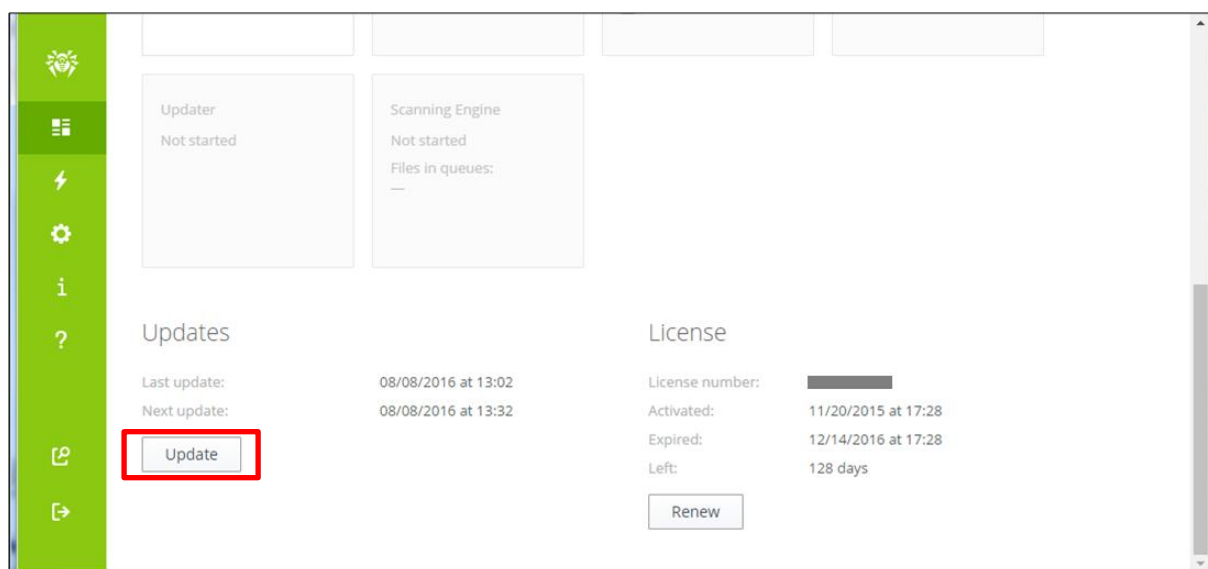 Updater
Not started
Scanning Engine
Not started
Files in queues:
—
Updates
Last update: 08/08/2016 at 13:02
Next update: 08/08/2016 at 13:32
Update
License
License number:
Activated: 11/20/2015 at 17:28
Expired: 12/14/2016 at 17:28
Left: 128 days
Renew